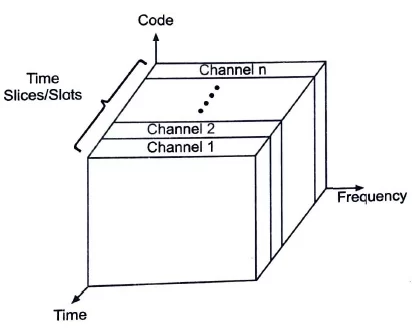 Code
Time
Slices/Slots
Channel n
Channel 2
Channel 1
Frequency
Time